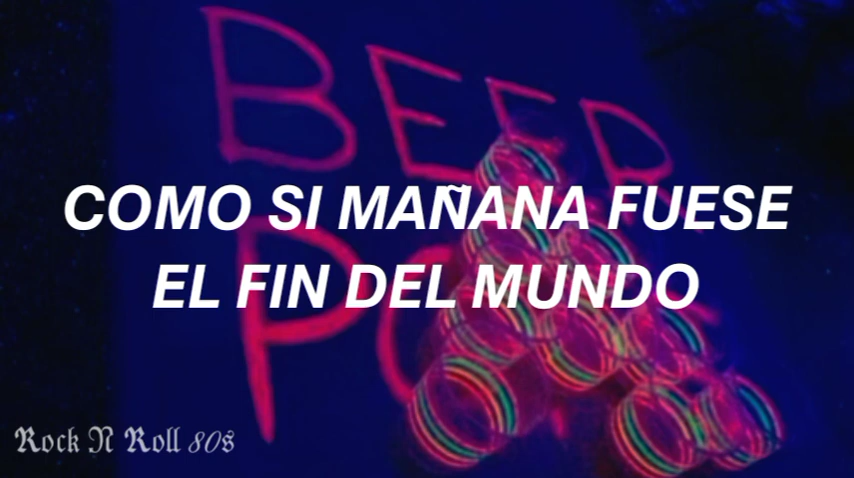 BEER
COMO SI MAÑANA FUESE
EL FIN DEL MUNDO
Rock N Roll 80s